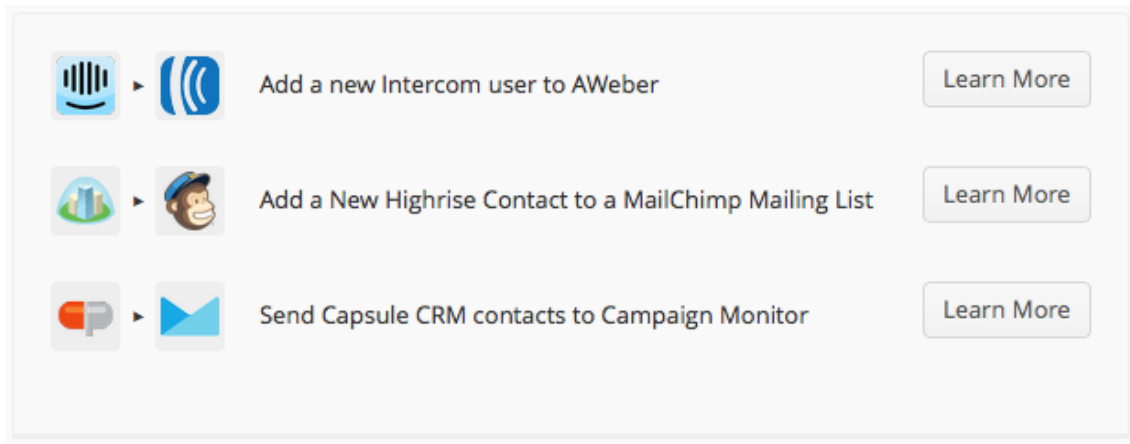 Add a new Intercom user to AWeber
Learn More
Add a New Highrise Contact to a MailChimp Mailing List
Learn More
Send Capsule CRM contacts to Campaign Monitor
Learn More